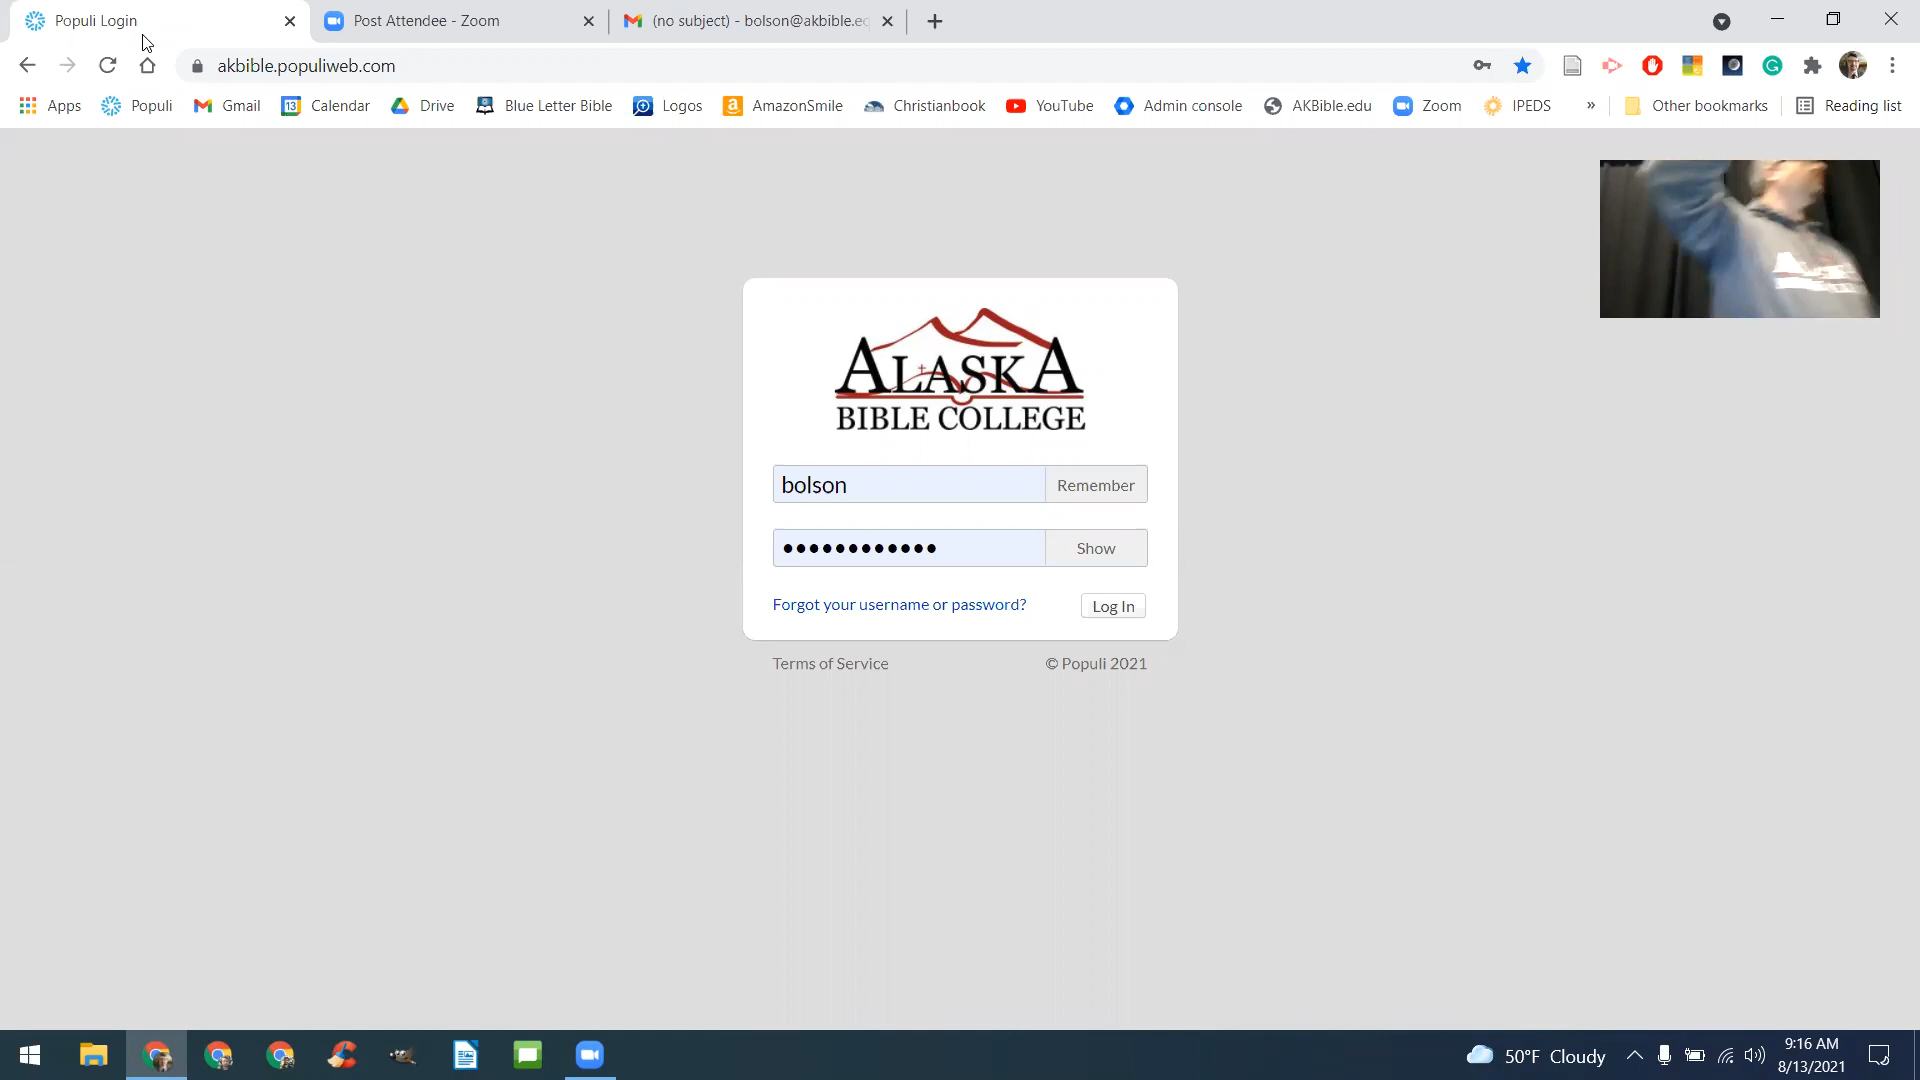 Populi Login
Post Attendee - Zoom
(no subject) - bolson@akbible.ed
akbible.populiweb.com
Apps
Populi
Gmail
13
Calendar
Drive
Blue Letter Bible
Logos
AmazonSmile
Christianbook
YouTube
Admin console
AKBible.edu
Zoom
IPEDS
»
Other bookmarks
Reading list
ALASKA
BIBLE COLLEGE
bolson
Remember
●●●●●●●●●●●●
Show
Forgot your username or password?
Log In
Terms of Service
© Populi 2021
50°F Cloudy
9:16 AM
8/13/2021